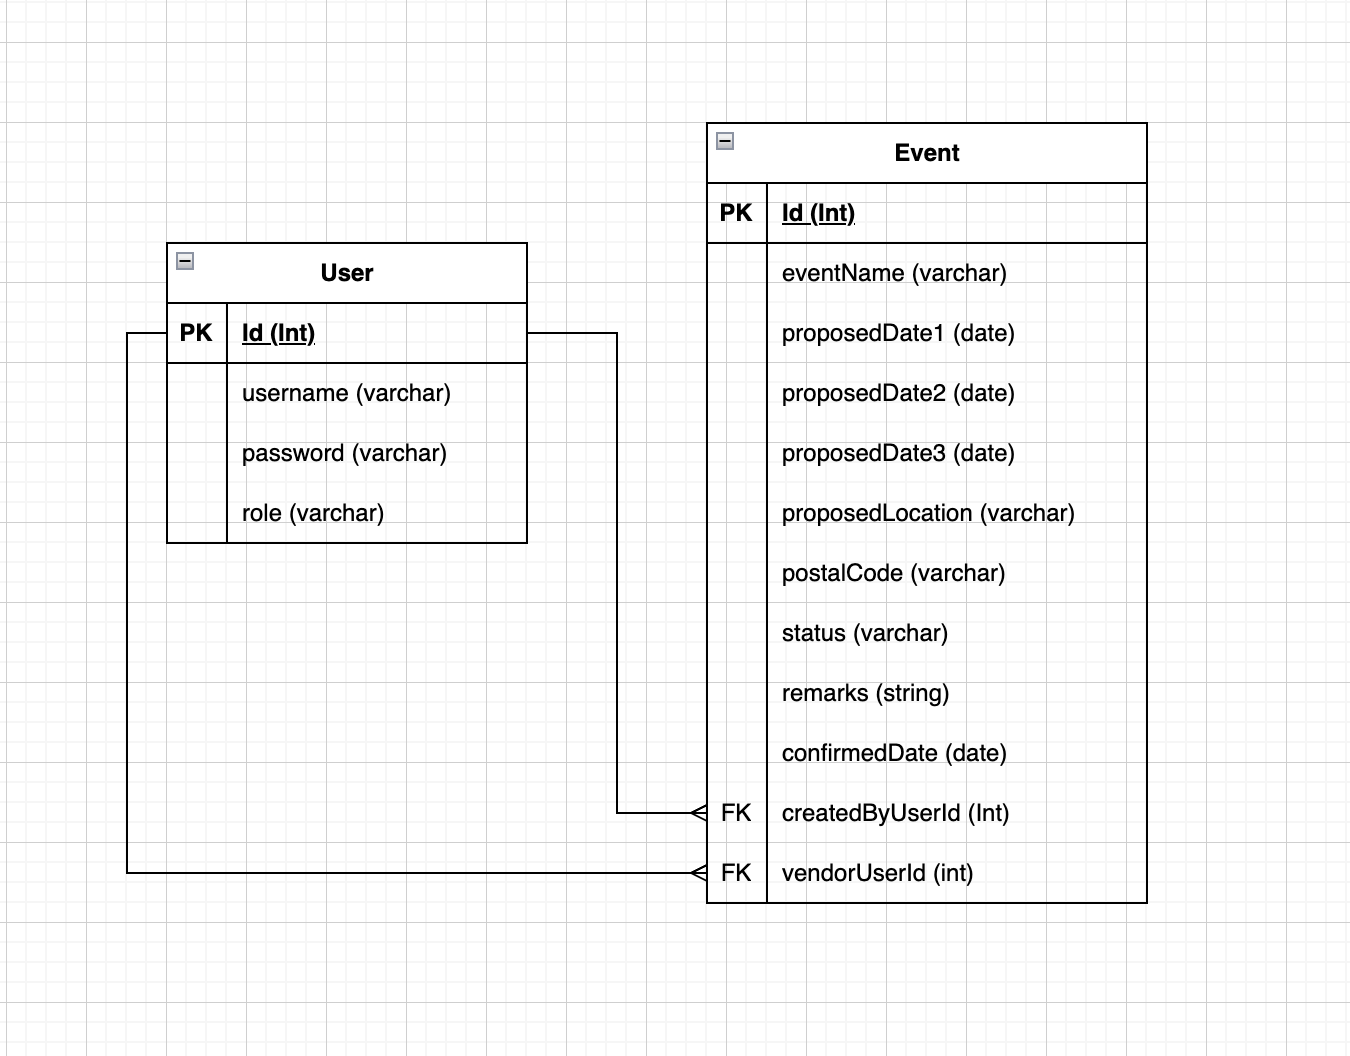 User
PK Id (Int)
username (varchar)
password (varchar)
role (varchar)
Event
PK Id (Int)
eventName (varchar)
proposedDate1 (date)
proposedDate2 (date)
proposedDate3 (date)
proposedLocation (varchar)
postalCode (varchar)
status (varchar)
remarks (string)
confirmedDate (date)
FK createdByUserId (Int)
FK vendorUserId (int)